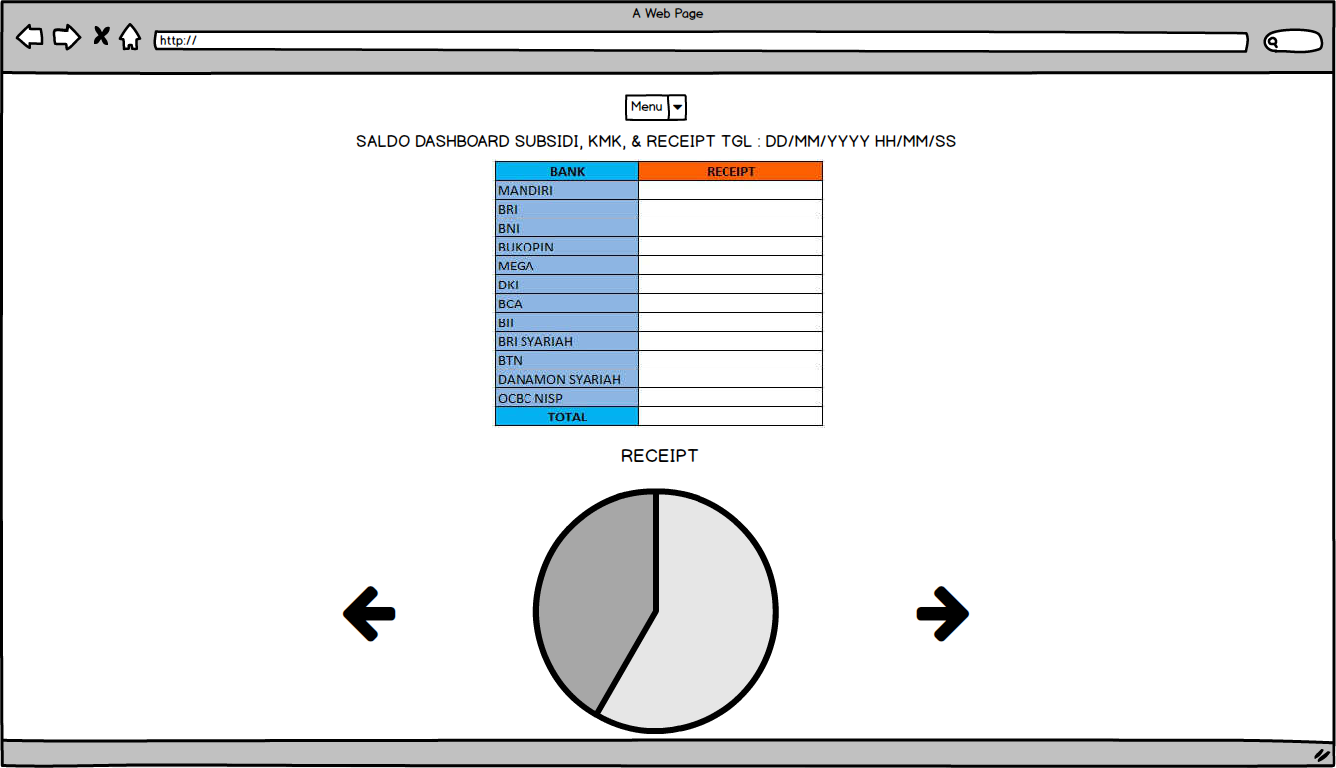 A Web Page
http://
Menu
SALDO DASHBOARD SUBSIDI, KMK, & RECEIPT TGL : DD/MM/YYYY HH/MM/SS
BANK RECEIPT
MANDIRI
BRI
BNI
BUKOPIN
MEGA
DKI
BCA
BII
BRI SYARIAH
BTN
DANAMON SYARIAH
OCBC NISP
TOTAL
RECEIPT